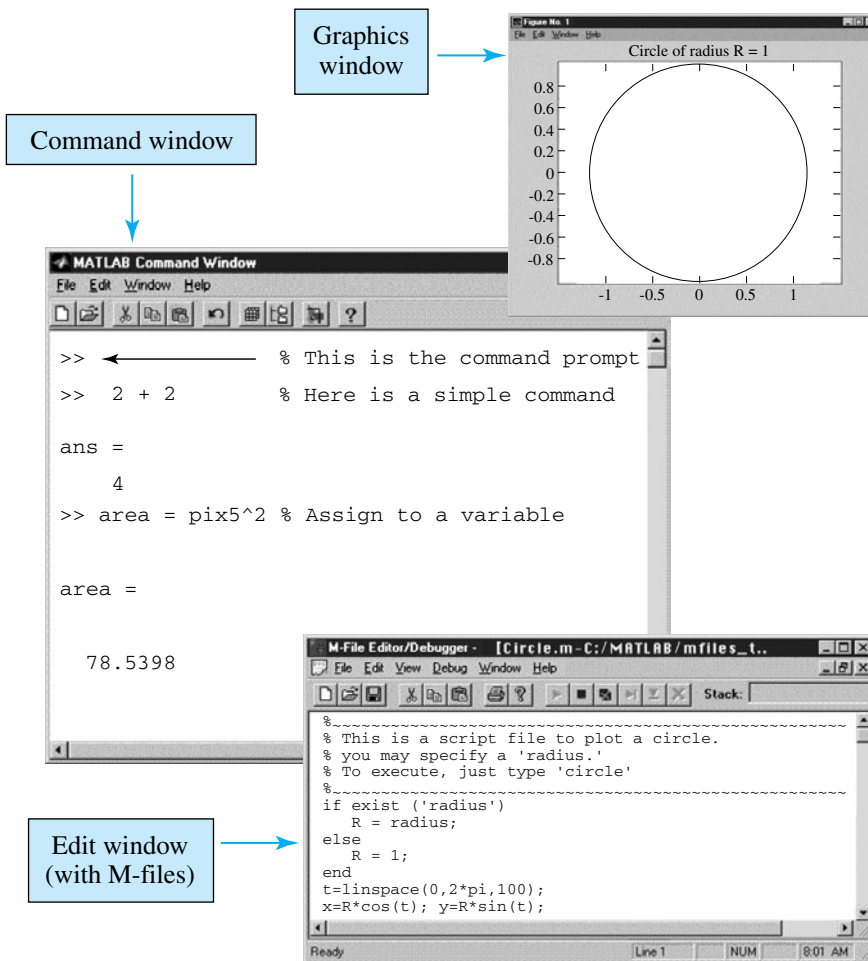 Graphics
window
Figure No. 1
File Edit Window Help
Circle of radius R = 1
0.8
0.6
0.4
0.2
0
-0.2
-0.4
-0.6
-0.8
-1 -0.5 0 0.5 1
Command window
MATLAB Command Window
File Edit Window Help
>> % This is the command prompt
>> 2 + 2 % Here is a simple command
ans =
4
>> area = pix5^2 % Assign to a variable
area =
78.5398
Edit window
(with M-files)
M-File Editor/Debugger - [Circle.m-C:/MATLAB/mfiles_t..
File Edit View Debug Window Help
Stack:
%~~~~~~~~~~~~~~~~~~~~~~~~~~~~~~~~~~~~~~~~~~~~~~~~~~~~~
% This is a script file to plot a circle.
% you may specify a 'radius.'
% To execute, just type 'circle'
%~~~~~~~~~~~~~~~~~~~~~~~~~~~~~~~~~~~~~~~~~~~~~~~~~~~~~
if exist ('radius')
R = radius;
else
R = 1;
end
t=linspace(0,2*pi,100);
x=R*cos(t); y=R*sin(t);
Ready Line 1 NUM 8:01 AM